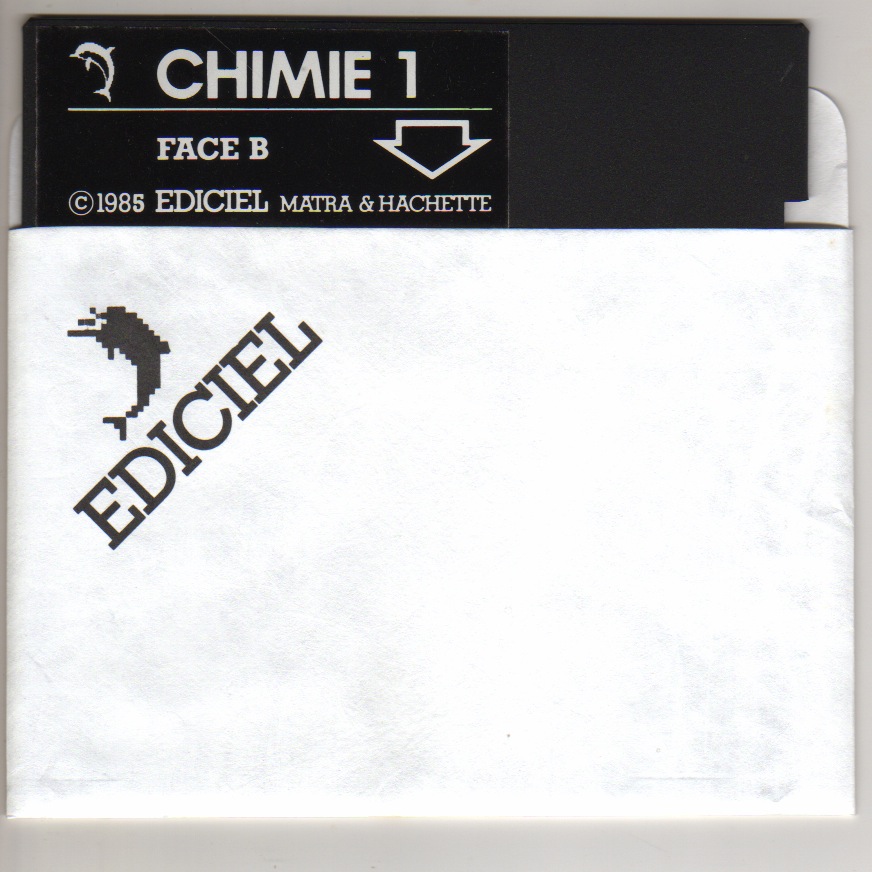 CHIMIE 1
FACE B
©1985 EDICIEL MATRA & HACHETTE
EDICIEL